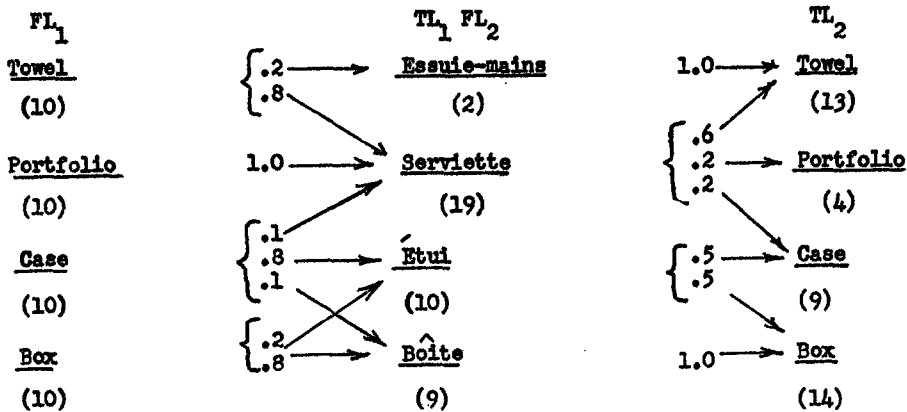 FL1 TL1 FL2 TL2
Towel .2 Essuie-mains 1.0 Towel
(10) .8 (2) (13)
.6
Portfolio 1.0 Serviette .2 Portfolio
(10) (19) .2 (4)
.1
Case .8 Étui .5 Case
(10) .1 (10) .5 (9)
.2
Box .8 Boîte 1.0 Box
(10) (9) (14)